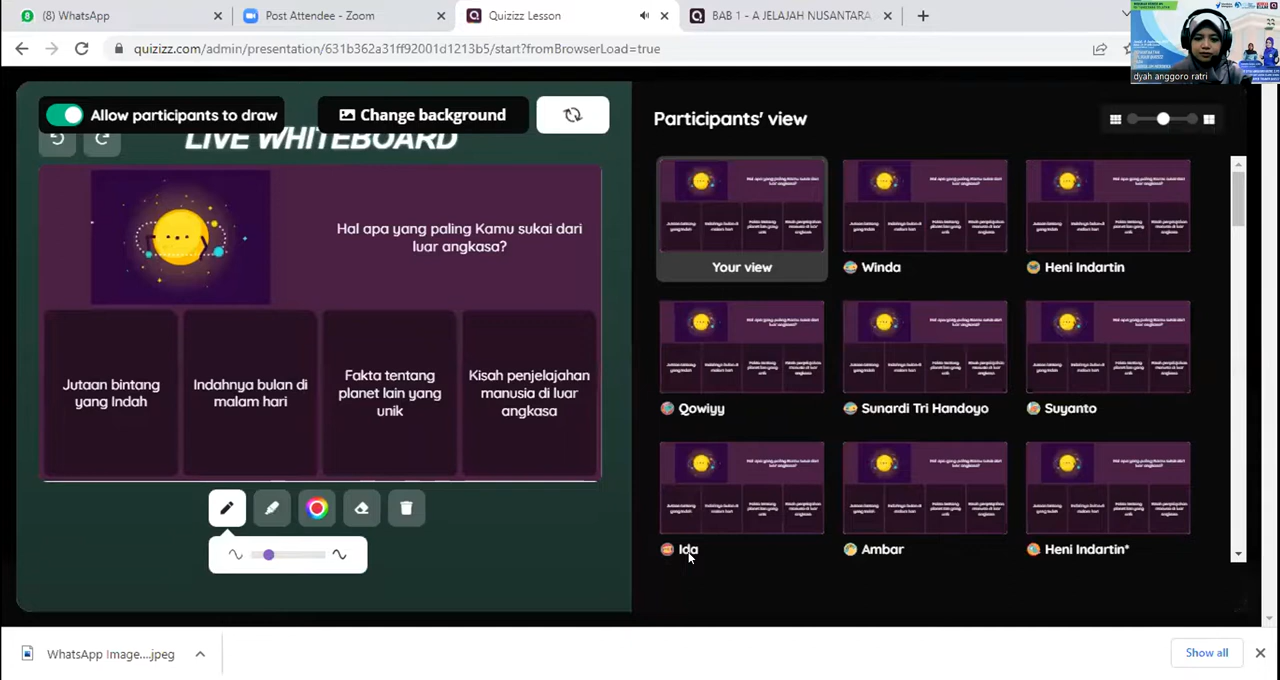 (8) WhatsApp
Post Attendee - Zoom
Quizizz Lesson
BAB 1 - A JELAJAH NUSANTARA
quizizz.com/admin/presentation/631b362a31ff92001d1213b5/start?fromBrowserLoad=true
dyah anggoro ratri
Allow participants to draw
Change background
LIVE WHITEBOARD
Hal apa yang paling Kamu sukai dari
luar angkasa?
Jutaan bintang
yang Indah
Indahnya bulan di
malam hari
Fakta tentang
planet lain yang
unik
Kisah penjelajahan
manusia di luar
angkasa
Participants' view
Your view
Winda
Heni Indartin
Qowiyy
Sunardi Tri Handoyo
Suyanto
Ida
Ambar
Heni Indartin*
WhatsApp Image....jpeg
Show all